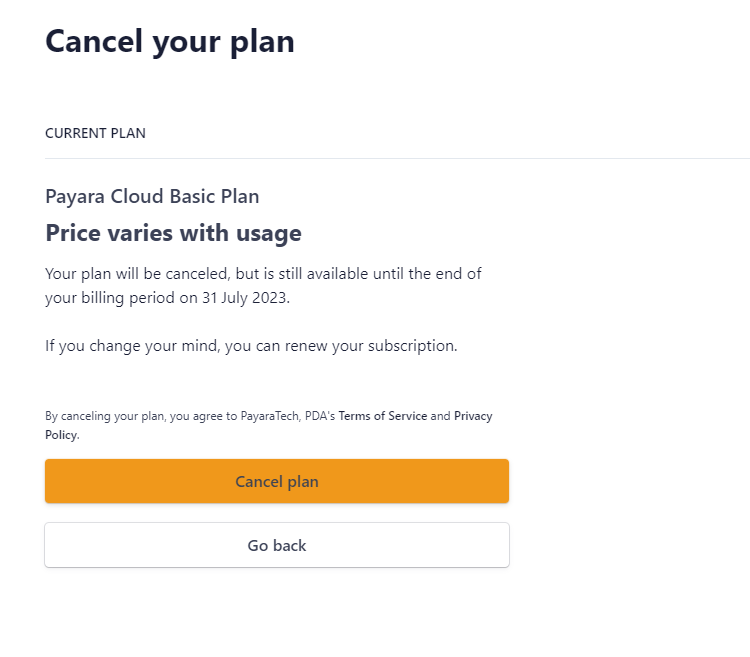 Cancel your plan
CURRENT PLAN
Payara Cloud Basic Plan
Price varies with usage
Your plan will be canceled, but is still available until the end of
your billing period on 31 July 2023.
If you change your mind, you can renew your subscription.
By canceling your plan, you agree to PayaraTech, PDA's Terms of Service and Privacy
Policy.
Cancel plan
Go back